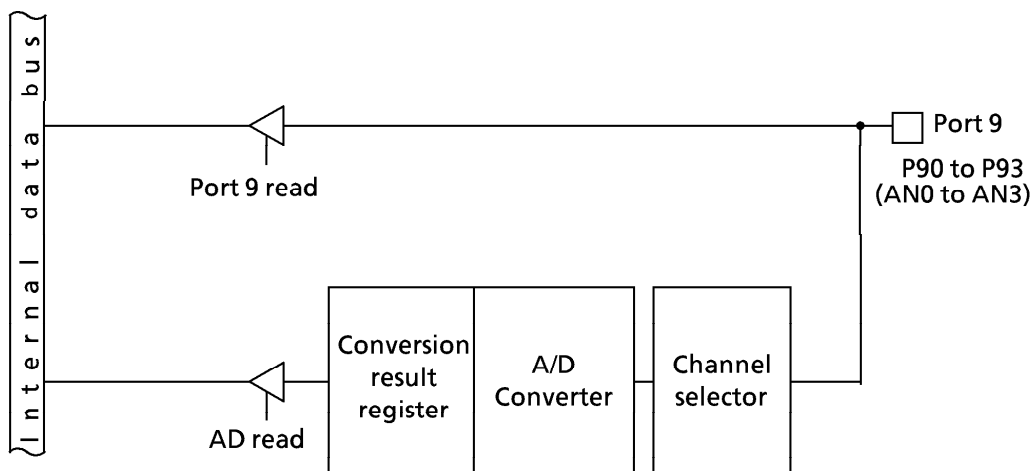 Internal data bus
Port 9
Port 9 read
P90 to P93
(AN0 to AN3)
Conversion
result
register
A/D
Converter
Channel
selector
AD read